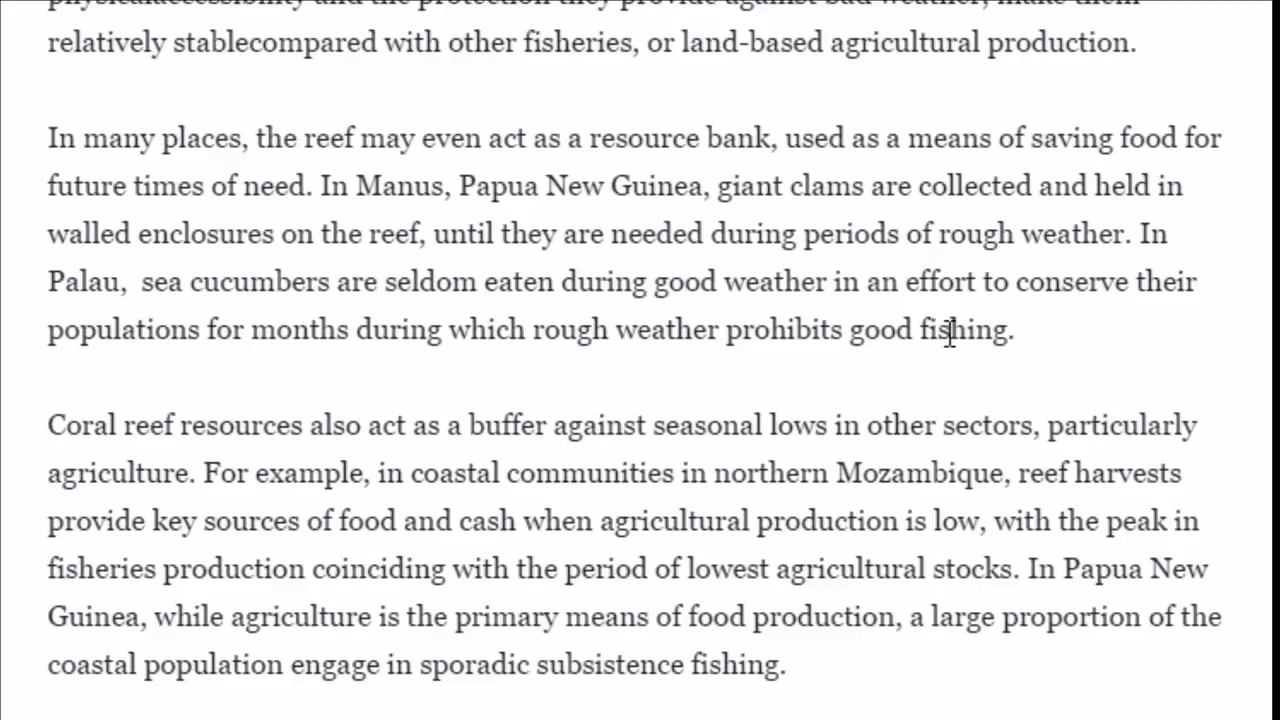 relatively stablecompared with other fisheries, or land-based agricultural production.
In many places, the reef may even act as a resource bank, used as a means of saving food for
future times of need. In Manus, Papua New Guinea, giant clams are collected and held in
walled enclosures on the reef, until they are needed during periods of rough weather. In
Palau,  sea cucumbers are seldom eaten during good weather in an effort to conserve their
populations for months during which rough weather prohibits good fishing.
Coral reef resources also act as a buffer against seasonal lows in other sectors, particularly
agriculture. For example, in coastal communities in northern Mozambique, reef harvests
provide key sources of food and cash when agricultural production is low, with the peak in
fisheries production coinciding with the period of lowest agricultural stocks. In Papua New
Guinea, while agriculture is the primary means of food production, a large proportion of the
coastal population engage in sporadic subsistence fishing.